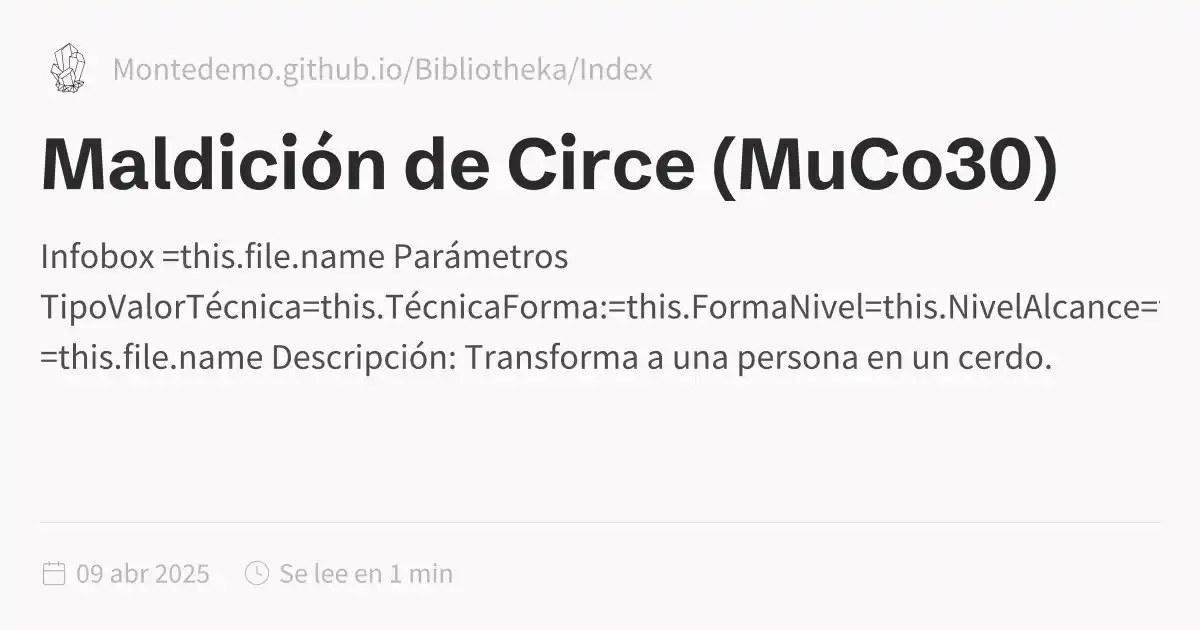 Montedemo.github.io/Bibliotheka/Index
Maldición de Circe (MuCo30)
Infobox =this.file.name Parámetros
TipoValorTécnica=this.TécnicaForma:=this.FormaNivel=this.NivelAlcance=
=this.file.name Descripción: Transforma a una persona en un cerdo.
09 abr 2025 Se lee en 1 min